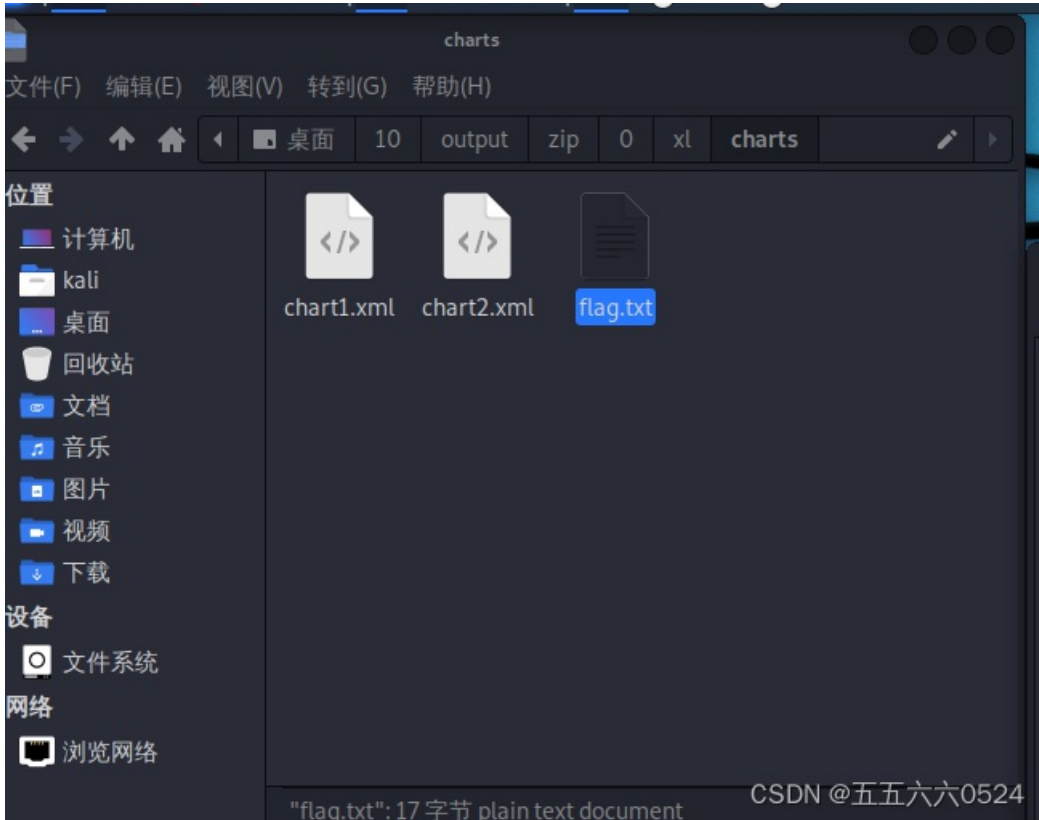 charts
文件(F) 编辑(E) 视图(V) 转到(G) 帮助(H)
桌面 10 output zip 0 xl charts
位置
计算机
kali
桌面
回收站
文档
音乐
图片
视频
下载
设备
文件系统
网络
浏览网络
</> </>
chart1.xml chart2.xml flag.txt
"flag.txt": 17 字节 plain text document
CSDN @五五六六0524